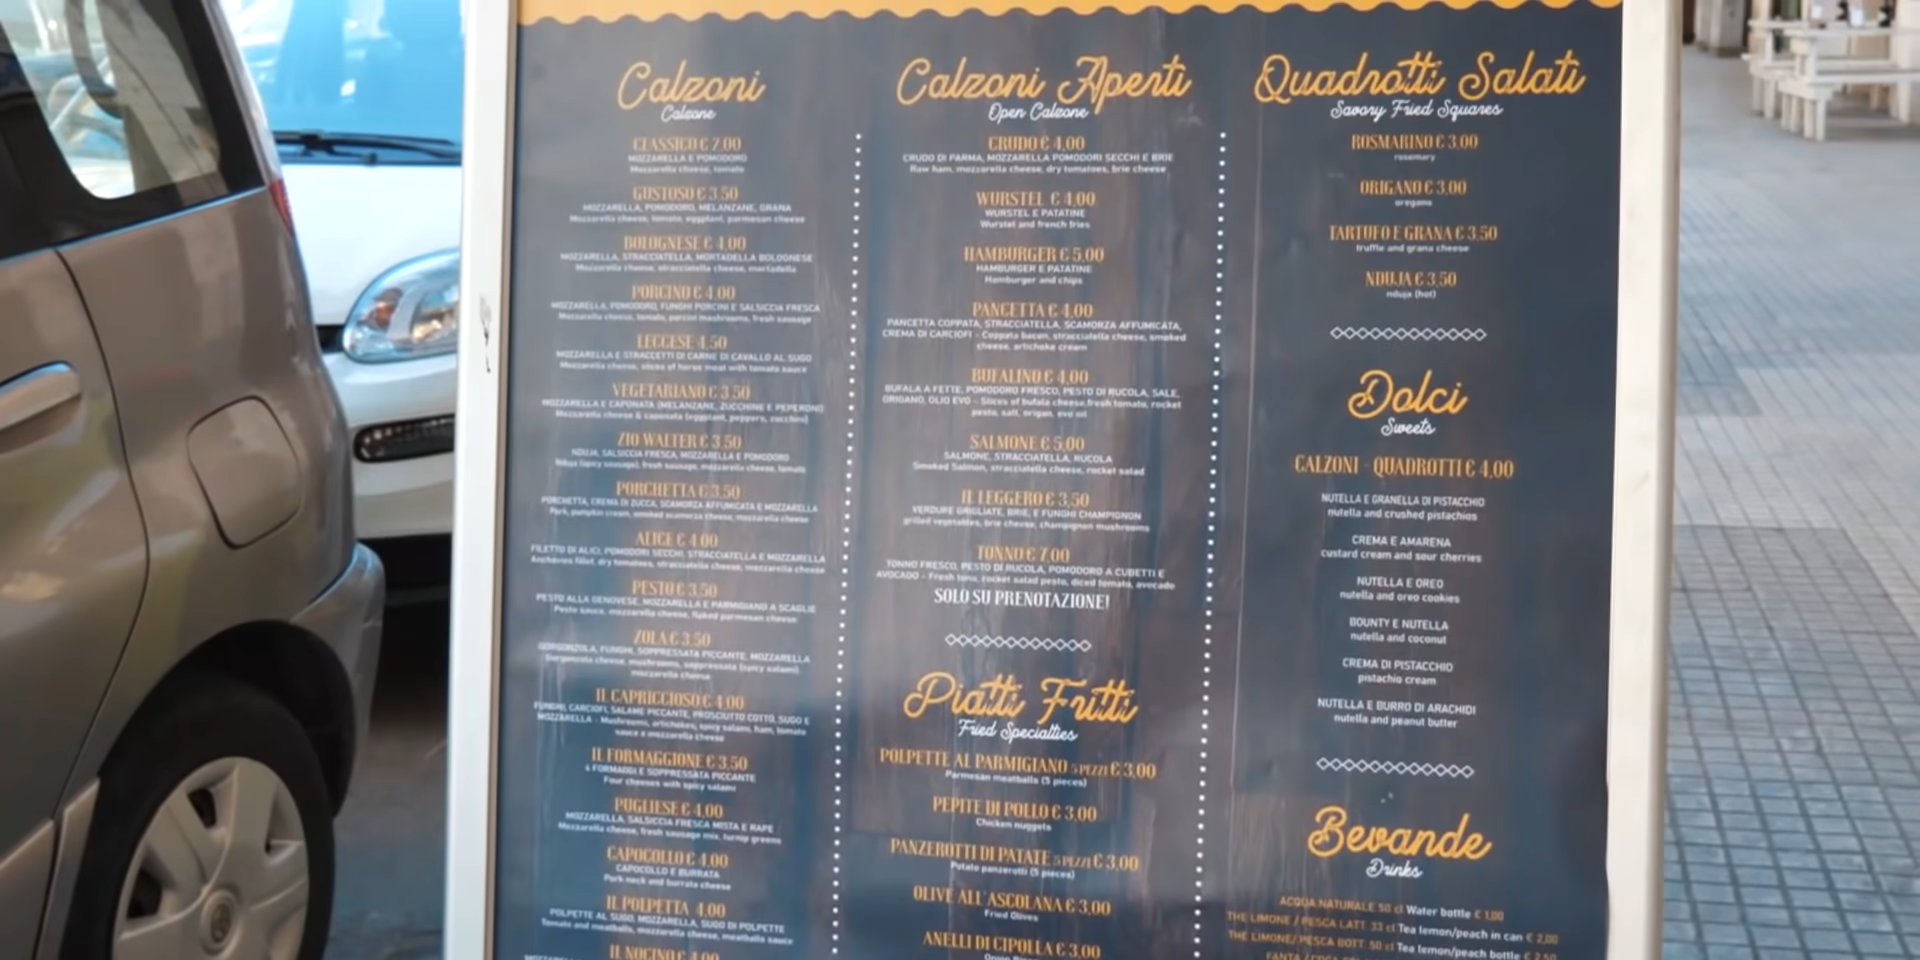 Calzoni
Calzone
CLASSICO € 2,00
MOZZARELLA E POMODORO
Mozzarella cheese, tomato
GUSTOSO € 3,50
MOZZARELLA, POMODORO, MELANZANE, GRANA
Mozzarella cheese, tomato, eggplant, parmesan cheese
BOLOGNESE € 4,00
MOZZARELLA, STRACCIATELLA, MORTADELLA BOLOGNESE
Mozzarella cheese, stracciatella cheese, mortadella
PORCINO € 4,00
MOZZARELLA, POMODORO, FUNGHI PORCINI E SALSICCIA FRESCA
Mozzarella cheese, tomato, porcini mushrooms, fresh sausage
LECCESE 4,50
MOZZARELLA E STRACCETTI DI CARNE DI CAVALLO AL SUGO
Mozzarella cheese, slices of horse meat with tomato sauce
VEGETARIANO € 3,50
MOZZARELLA E CAPONATA (MELANZANE, ZUCCHINE E PEPERONI)
Mozzarella cheese & caponata (eggplant, peppers, zucchini)
ZIO WALTER € 3,50
NDUJA, SALSICCIA FRESCA, MOZZARELLA E POMODORO
Nduja (spicy sausage), fresh sausage, mozzarella cheese, tomato
PORCHETTA € 3,50
PORCHETTA, CREMA DI ZUCCA, SCAMORZA AFFUMICATA E MOZZARELLA
Pork, pumpkin cream, smoked scamorza cheese, mozzarella cheese
ALICE € 4,00
FILETTO DI ALICI, POMODORI SECCHI, STRACCIATELLA E MOZZARELLA
Anchovies fillet, dry tomatoes, stracciatella cheese, mozzarella cheese
PESTO € 3,50
PESTO ALLA GENOVESE, MOZZARELLA E PARMIGIANO A SCAGLIE
Pesto sauce, mozzarella cheese, flaked parmesan cheese
ZOLA € 3,50
GORGONZOLA, FUNGHI, SOPPRESSATA PICCANTE, MOZZARELLA
Gorgonzola cheese, mushrooms, soppressata (spicy salami)
mozzarella cheese
IL CAPRICCIOSO € 4,00
FUNGHI, CARCIOFI, SALAME PICCANTE, PROSCIUTTO COTTO, SUGO E
MOZZARELLA - Mushrooms, artichokes, spicy salami, ham, tomato
sauce e mozzarella cheese
IL FORMAGGIONE € 3,50
4 FORMAGGI E SOPPRESSATA PICCANTE
Four cheeses with spicy salami
PUGLIESE € 4,00
MOZZARELLA, SALSICCIA FRESCA MISTA E RAPE
Mozzarella cheese, fresh sausage mix, turnip greens
CAPOCOLLO € 4,00
CAPOCOLLO E BURRATA
Pork neck and burrata cheese
IL POLPETTA 4,00
POLPETTE AL SUGO, MOZZARELLA, SUGO DI POLPETTE
Tomato and meatballs, mozzarella cheese, meatballs sauce
IL NOCINO € 4,00
Calzoni Aperti
Open Calzone
CRUDO € 4,00
CRUDO DI PARMA, MOZZARELLA POMODORI SECCHI E BRIE
Raw ham, mozzarella cheese, dry tomatoes, brie cheese
WURSTEL € 4,00
WURSTEL E PATATINE
Wurstel and french fries
HAMBURGER € 5,00
HAMBURGER E PATATINE
Hamburger and chips
PANCETTA € 4,00
PANCETTA COPPATA, STRACCIATELLA, SCAMORZA AFFUMICATA,
CREMA DI CARCIOFI - Coppata bacon, stracciatella cheese, smoked
cheese, artichoke cream
BUFALINO € 4,00
BUFALA A FETTE, POMODORO FRESCO, PESTO DI RUCOLA, SALE,
ORIGANO, OLIO EVO - Slices of bufala cheese,fresh tomato, rocket
pesto, salt, origan, evo oil
SALMONE € 5,00
SALMONE, STRACCIATELLA, RUCOLA
Smoked Salmon, stracciatella cheese, rocket salad
IL LEGGERO € 3,50
VERDURE GRIGLIATE, BRIE, E FUNGHI CHAMPIGNON
grilled vegetables, brie cheese, champignon mushrooms
TONNO € 7,00
TONNO FRESCO, PESTO DI RUCOLA, POMODORO A CUBETTI E
AVOCADO - Fresh tuna, rocket salad pesto, diced tomato, avocado
SOLO SU PRENOTAZIONE!
Piatti Fritti
Fried Specialties
POLPETTE AL PARMIGIANO 5 PEZZI € 3,00
Parmesan meatballs (5 pieces)
PEPITE DI POLLO € 3,00
Chicken nuggets
PANZEROTTI DI PATATE 5 PEZZI € 3,00
Potato panzerotti (5 pieces)
OLIVE ALL'ASCOLANA € 3,00
Fried Olives
ANELLI DI CIPOLLA € 3,00
Quadrotti Salati
Savory Fried Squares
ROSMARINO € 3,00
rosemary
ORIGANO € 3,00
oregano
TARTUFO E GRANA € 3,50
truffle and grana cheese
NDUJA € 3,50
nduja (hot)
Dolci
Sweets
CALZONI - QUADROTTI € 4,00
NUTELLA E GRANELLA DI PISTACCHIO
nutella and crushed pistachios
CREMA E AMARENA
custard cream and sour cherries
NUTELLA E OREO
nutella and oreo cookies
BOUNTY E NUTELLA
nutella and coconut
CREMA DI PISTACCHIO
pistachio cream
NUTELLA E BURRO DI ARACHIDI
nutella and peanut butter
Bevande
Drinks
ACQUA NATURALE 50 cl Water bottle € 1,00
THE LIMONE / PESCA LATT. 33 cl Tea lemon/peach in can € 2,00
THE LIMONE/ PESCA BOTT. 50 cl Tea lemon/peach bottle € 2,50